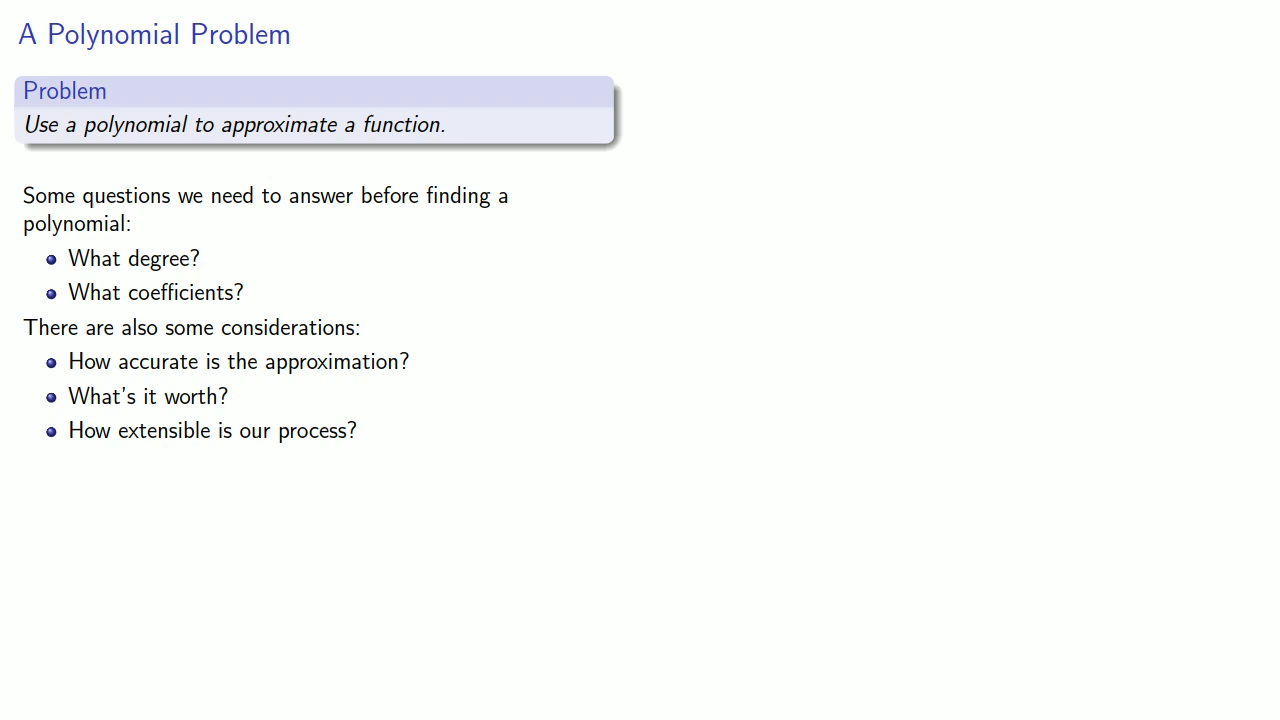 A Polynomial Problem
Problem
Use a polynomial to approximate a function.
Some questions we need to answer before finding a
polynomial:
What degree?
What coefficients?
There are also some considerations:
How accurate is the approximation?
What's it worth?
How extensible is our process?